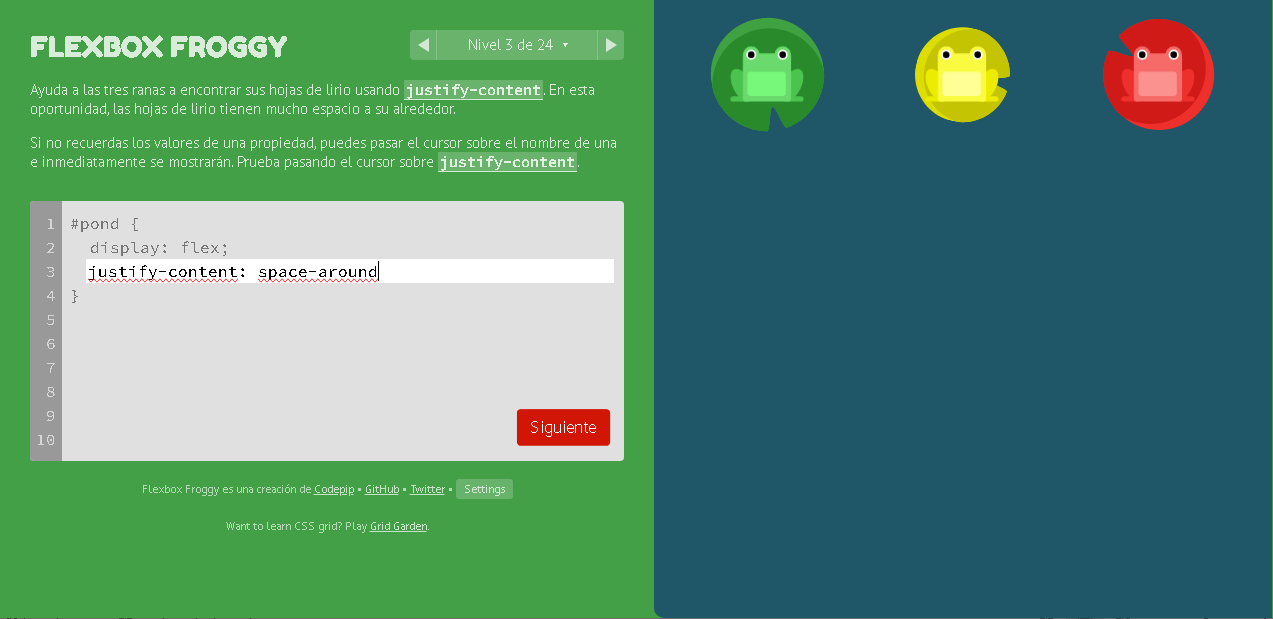 FLEXBOX FROGGY
Nivel 3 de 24
Ayuda a las tres ranas a encontrar sus hojas de lirio usando justify-content. En esta
oportunidad, las hojas de lirio tienen mucho espacio a su alrededor.
Si no recuerdas los valores de una propiedad, puedes pasar el cursor sobre el nombre de una
e inmediatamente se mostrarán. Prueba pasando el cursor sobre justify-content.
1 #pond {
2 display: flex;
3 justify-content: space-around
4 }
5
6
7
8
9
10
Siguiente
Flexbox Froggy es una creación de Codepip • GitHub • Twitter • Settings
Want to learn CSS grid? Play Grid Garden.